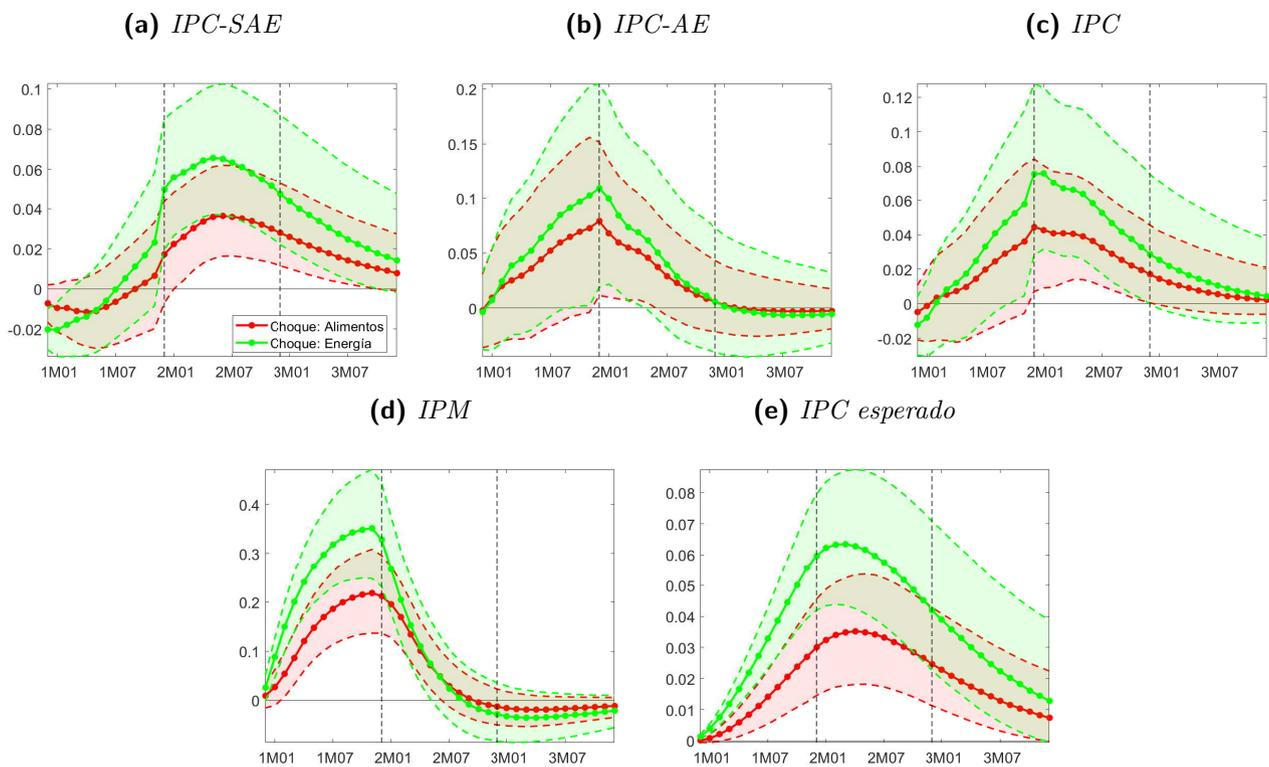 (a) IPC-SAE
(b) IPC-AE
(c) IPC
0.1
0.08
0.06
0.04
0.02
0
-0.02
Choque: Alimentos
Choque: Energía
1M01 1M07 2M01 2M07 3M01 3M07
0.2
0.15
0.1
0.05
0
1M01 1M07 2M01 2M07 3M01 3M07
0.12
0.1
0.08
0.06
0.04
0.02
0
-0.02
1M01 1M07 2M01 2M07 3M01 3M07
(d) IPM
(e) IPC esperado
0.4
0.3
0.2
0.1
0
1M01 1M07 2M01 2M07 3M01 3M07
0.08
0.07
0.06
0.05
0.04
0.03
0.02
0.01
0
1M01 1M07 2M01 2M07 3M01 3M07